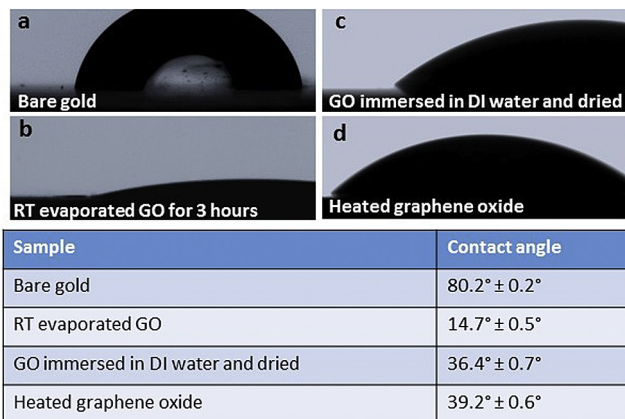 a
Bare gold
b
RT evaporated GO for 3 hours
c
GO immersed in DI water and dried
d
Heated graphene oxide
Sample Contact angle
Bare gold 80.2° ± 0.2°
RT evaporated GO 14.7° ± 0.5°
GO immersed in DI water and dried 36.4° ± 0.7°
Heated graphene oxide 39.2° ± 0.6°